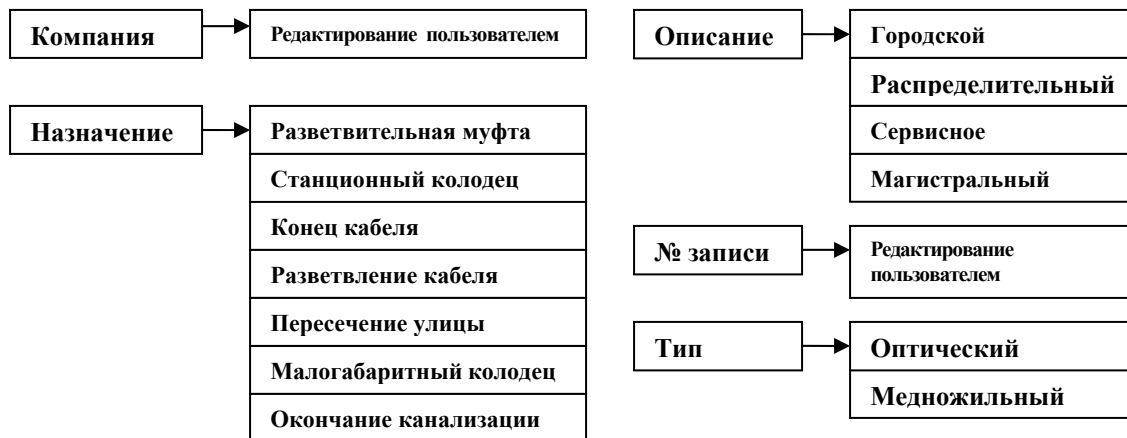 Компания
Редактирование пользователем
Назначение
Разветвительная муфта
Станционный колодец
Конец кабеля
Разветвление кабеля
Пересечение улицы
Малогабаритный колодец
Окончание канализации
Описание
Городской
Распределительный
Сервисное
Магистральный
№ записи
Редактирование
пользователем
Тип
Оптический
Медножильный